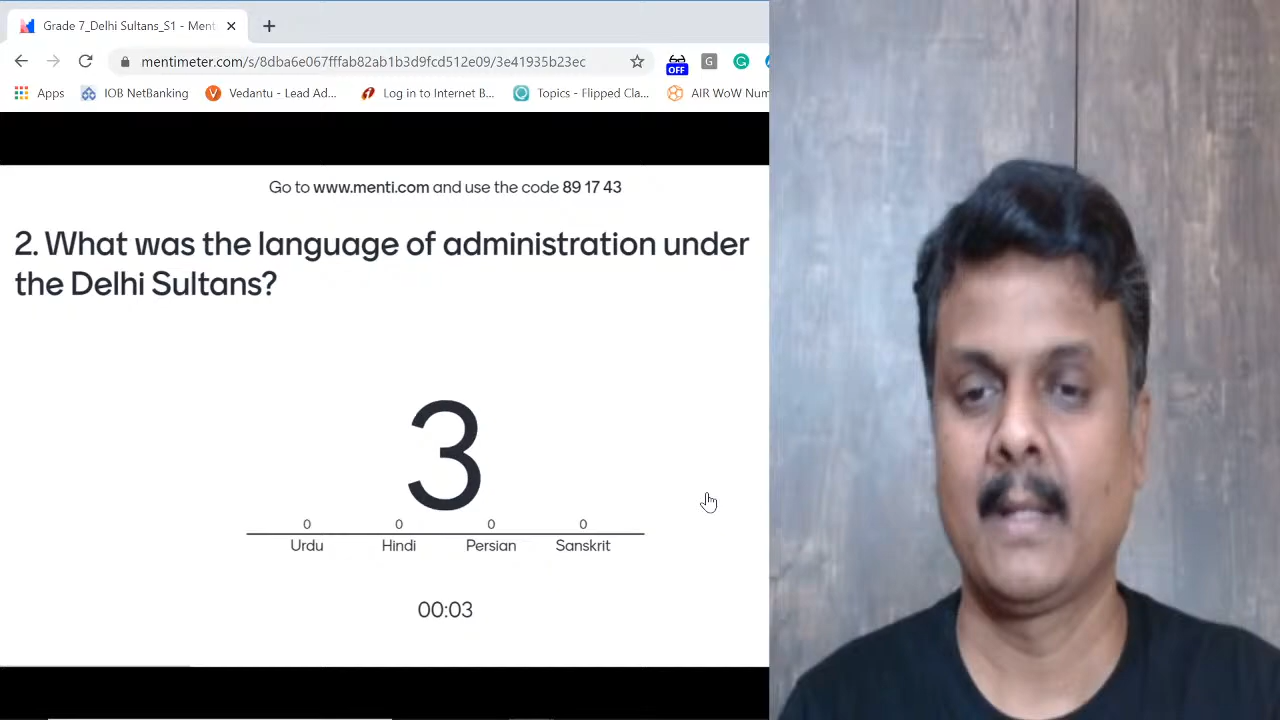 Grade 7_Delhi Sultans_S1 - Ment
mentimeter.com/s/8dba6e067fffab82ab1b3d9fcd512e09/3e41935b23ec
OFF
G
Apps IOB NetBanking Vedantu - Lead Ad... Log in to Internet B... Topics - Flipped Cla... AIR WoW Num
Go to www.menti.com and use the code 89 17 43
2. What was the language of administration under
the Delhi Sultans?
3
0 0 0 0
Urdu Hindi Persian Sanskrit
00:03